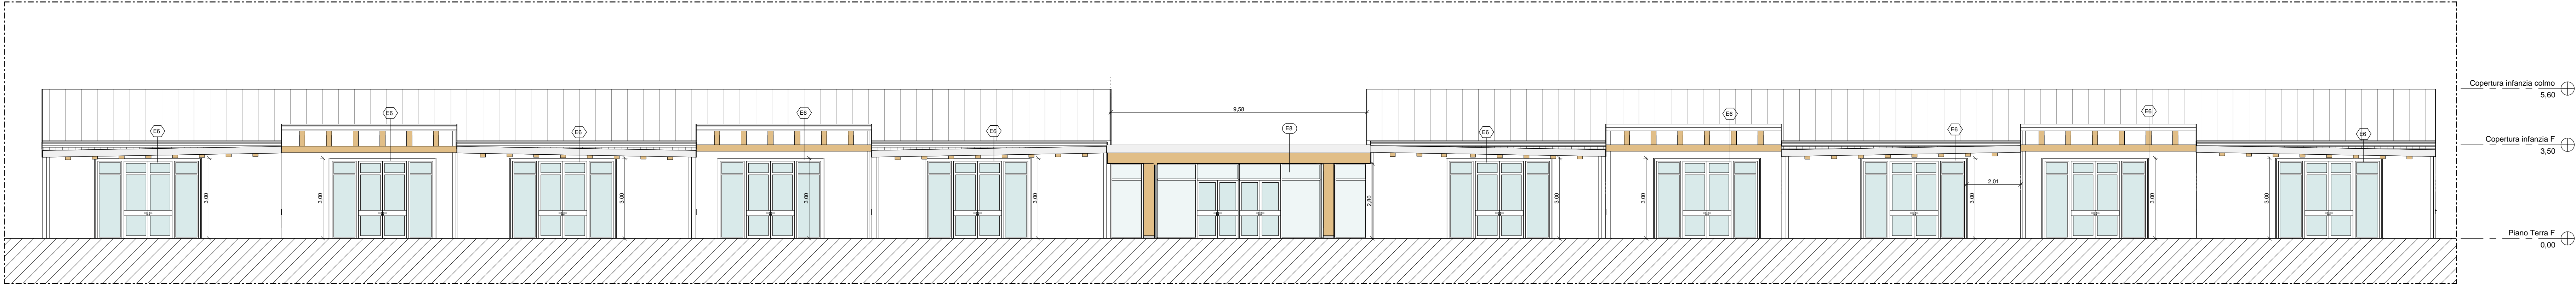 Copertura infanzia colmo
5,60
9,58
E6
E6
E6
E6
E6
E8
E6
E6
E6
E6
E6
Copertura infanzia F
3,50
3,00
3,00
3,00
3,00
3,00
2,80
3,00
3,00
2,01
3,00
3,00
3,00
Piano Terra F
0,00